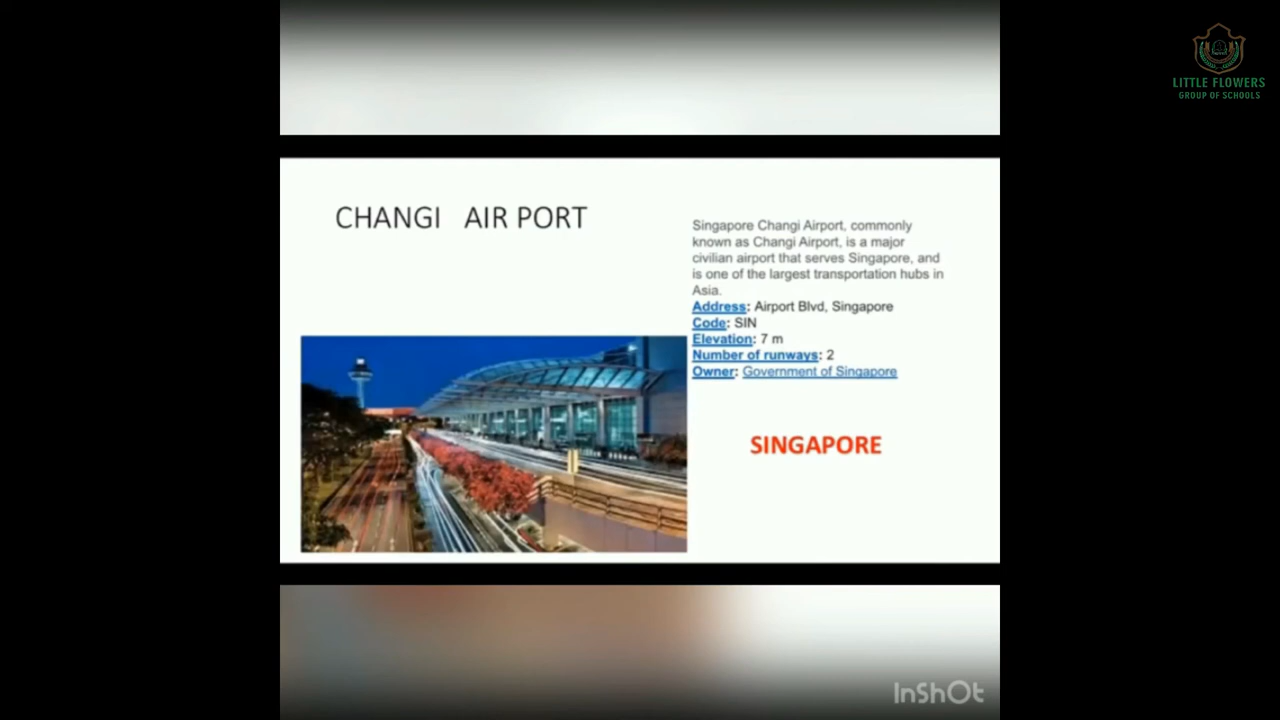 LITTLE FLOWERS
GROUP OF SCHOOLS
CHANGI AIR PORT
Singapore Changi Airport, commonly
known as Changi Airport, is a major
civilian airport that serves Singapore, and
is one of the largest transportation hubs in
Asia.
Address: Airport Blvd, Singapore
Code: SIN
Elevation: 7 m
Number of runways: 2
Owner: Government of Singapore
SINGAPORE
InShOt